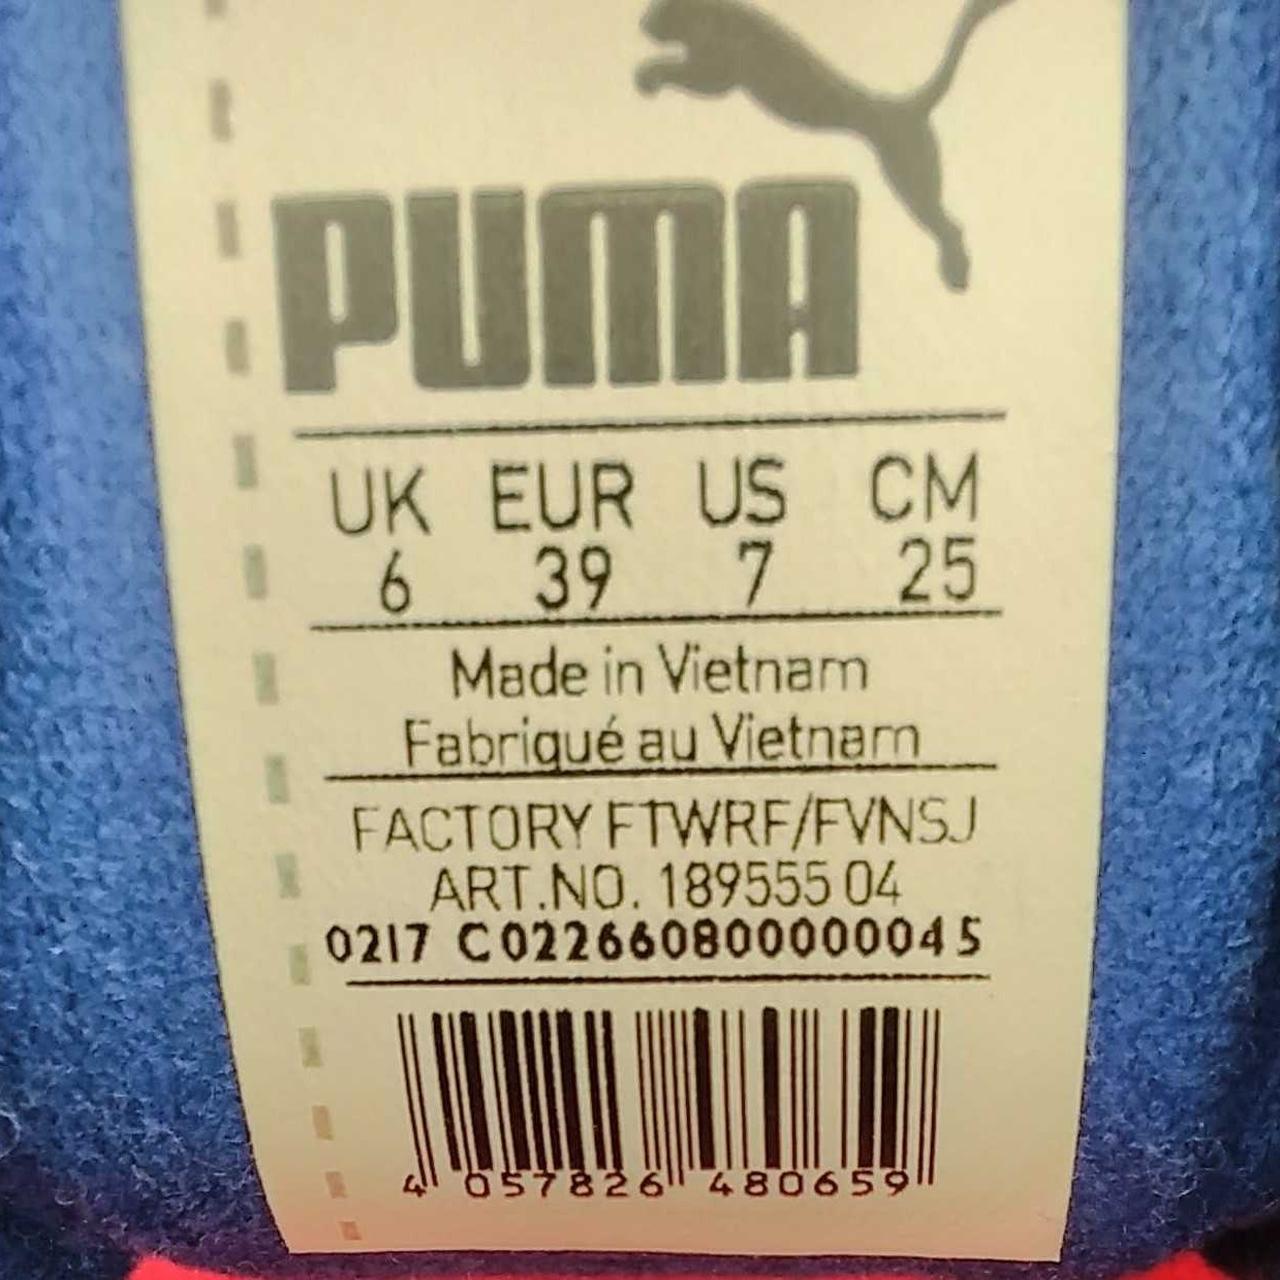 PUMA
UK EUR US CM
6 39 7 25
Made in Vietnam
Fabriqué au Vietnam
FACTORY FTWRF/FVNSJ
ART.NO. 189555 04
0217 C0226608000000045
4 057826 480659